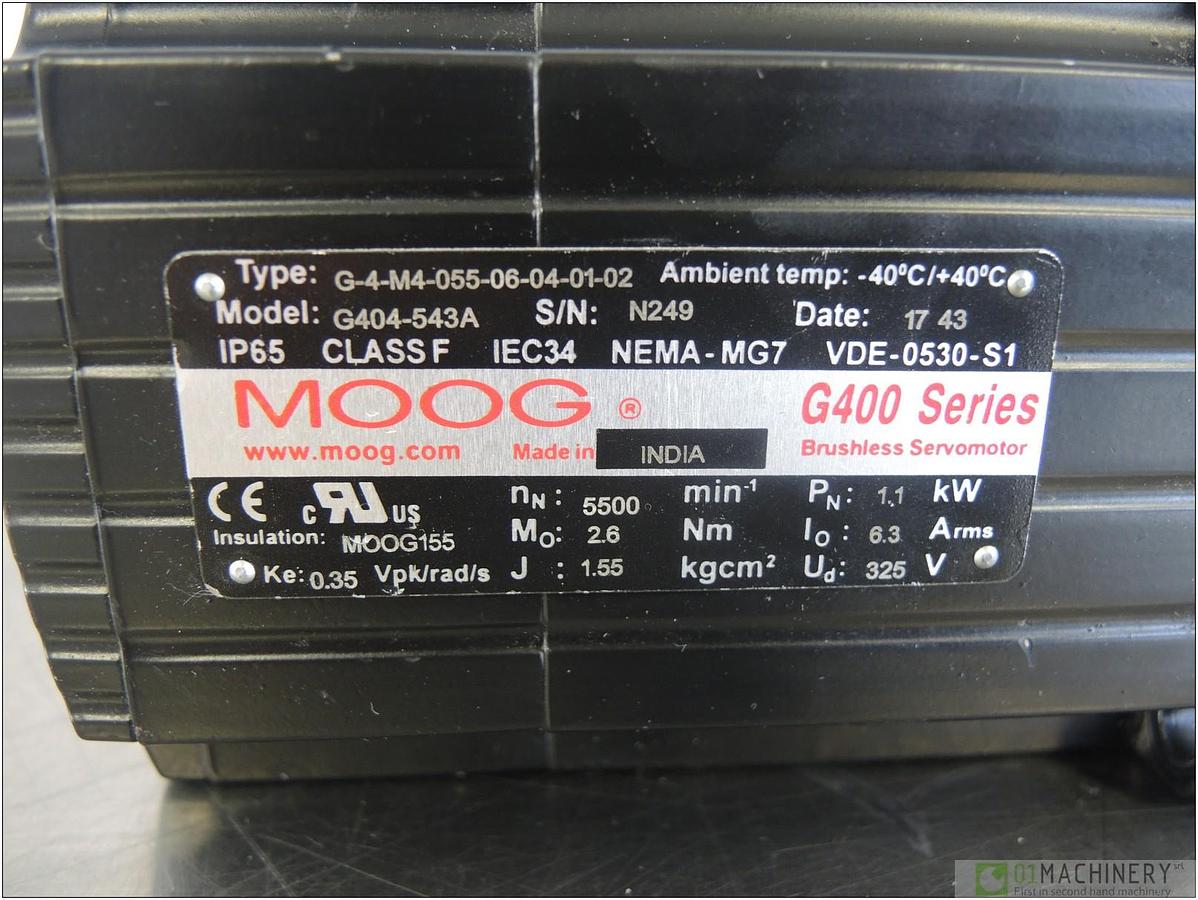 Type: G-4-M4-055-06-04-01-02 Ambient temp: -40°C/+40°C
Model: G404-543A S/N: N249 Date: 17 43
IP65 CLASS F IEC34 NEMA-MG7 VDE-0530-S1
MOOG ® G400 Series
www.moog.com Made in INDIA Brushless Servomotor
CE c RU US nN: 5500 min-¹ PN: 1.1 kW
Insulation: MOOG155 Mo: 2.6 Nm Io: 6.3 Arms
Ke: 0.35 Vpk/rad/s J : 1.55 kgcm² Ud: 325 V
01MACHINERY srl
First in second hand machinery